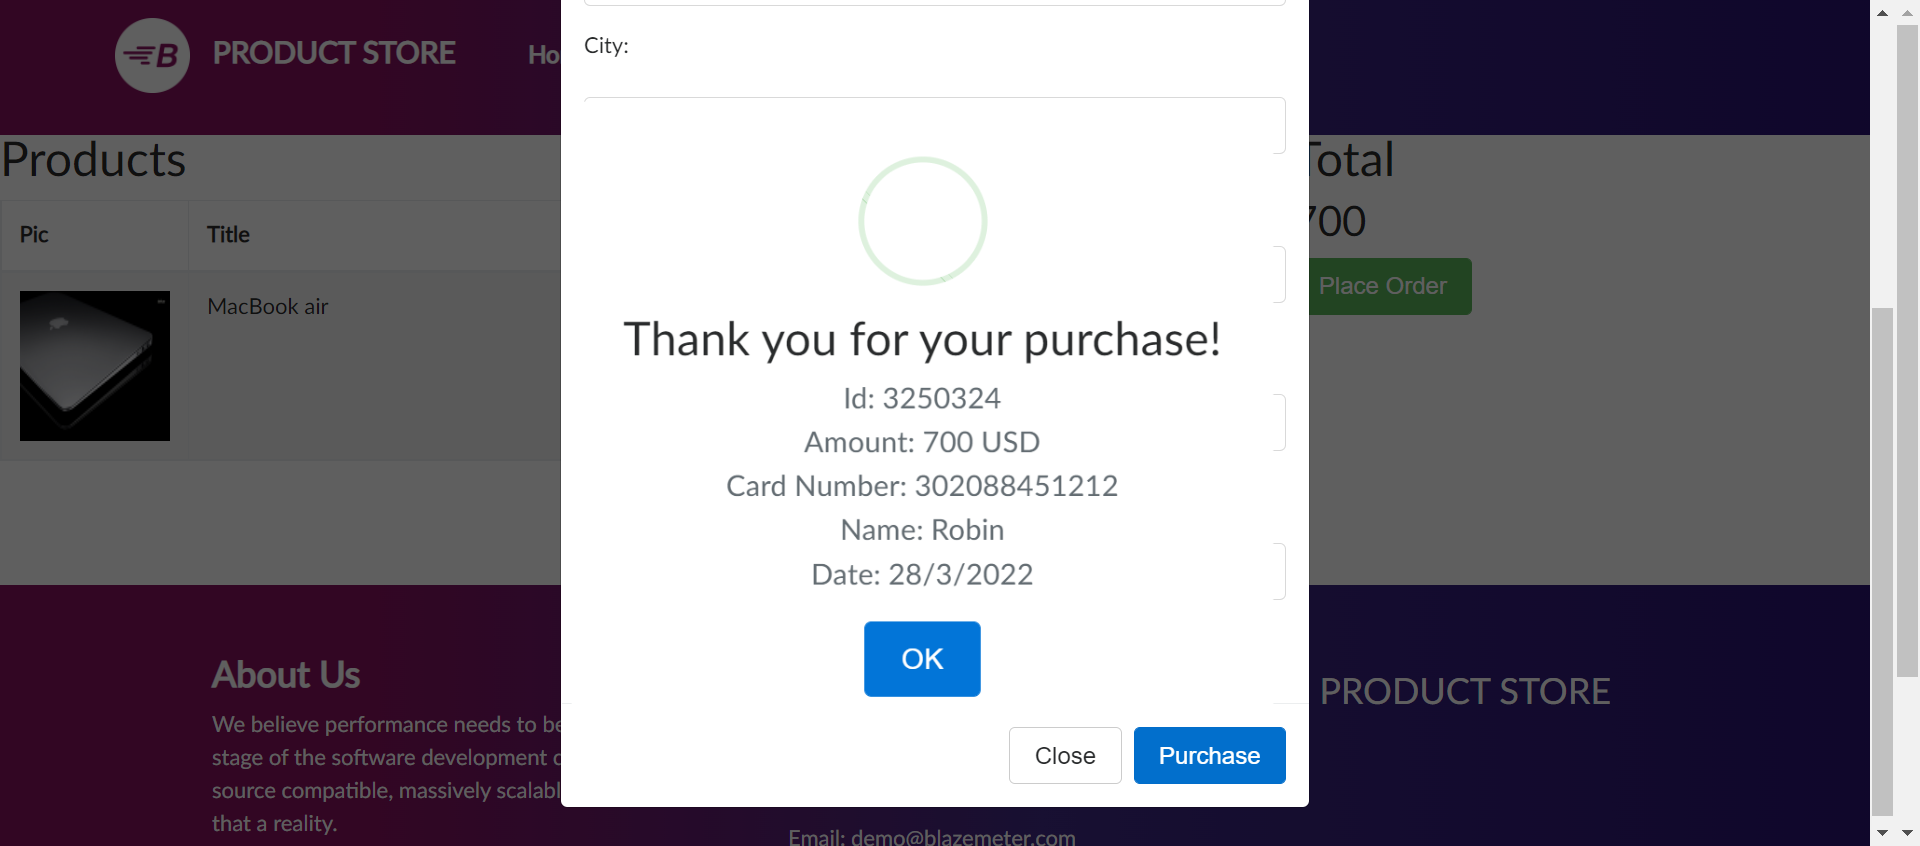 B PRODUCT STORE
City:
Products
Pic
Title
MacBook air
Total
700
Place Order
Thank you for your purchase!
Id: 3250324
Amount: 700 USD
Card Number: 302088451212
Name: Robin
Date: 28/3/2022
OK
Close
Purchase
About Us
We believe performance needs to be
stage of the software development
source compatible, massively
that a reality.
PRODUCT STORE
Email: demo@blazemeter.com